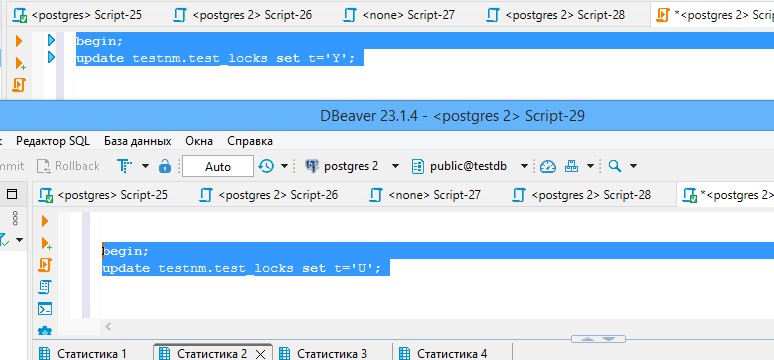 <postgres> Script-25 <postgres 2> Script-26 <none> Script-27 <postgres 2> Script-28 *<postgres 2> Scri
begin;
update testnm.test_locks set t='Y';
DBeaver 23.1.4 - <postgres 2> Script-29
Редактор SQL База данных Окна Справка
mmit Rollback Auto postgres 2 public@testdb
<postgres> Script-25 <postgres 2> Script-26 <none> Script-27 <postgres 2> Script-28 *<postgres 2>
begin;
update testnm.test_locks set t='U';
Статистика 1 Статистика 2 Статистика 3 Статистика 4